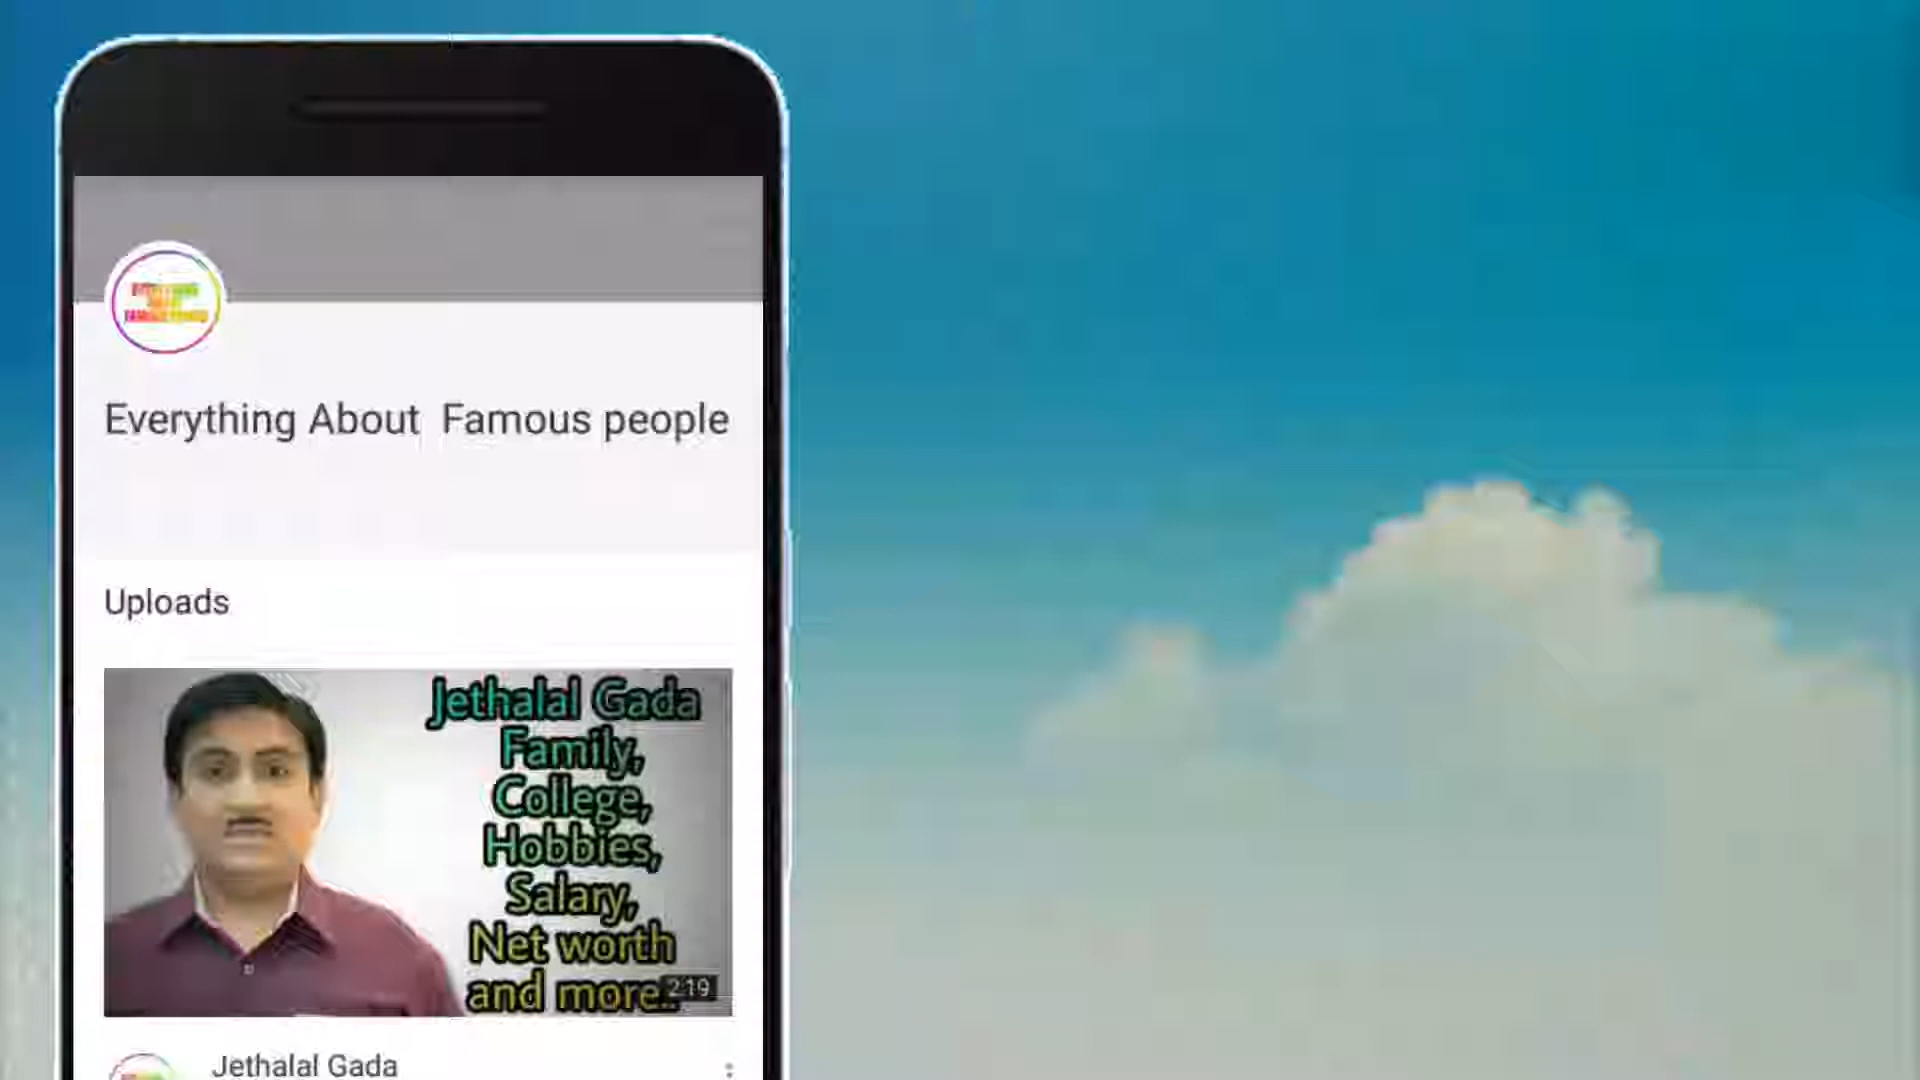 Everything About Famous people
Uploads
Jethalal Gada
Family,
College,
Hobbies,
Salary,
Net worth
and more..
2:19
Jethalal Gada